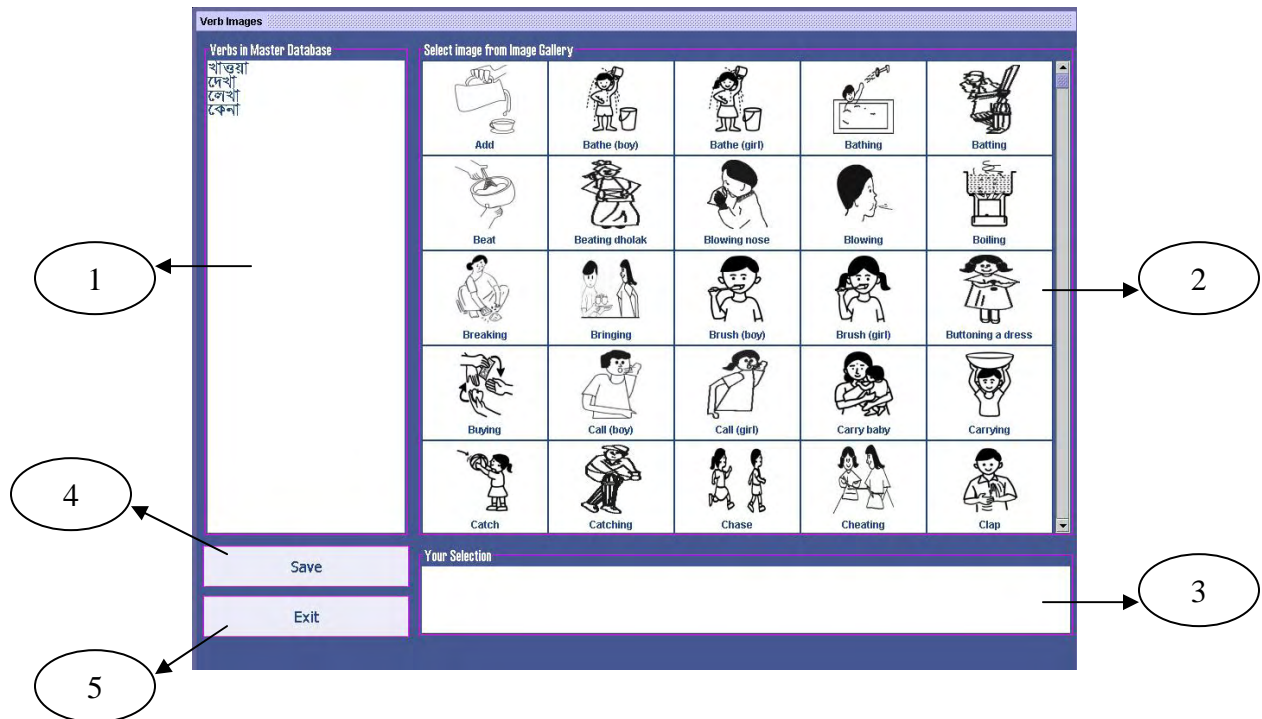 Verb Images
Verbs in Master Database
খাত্তয়া
দেখা
লেখা
কেনা
Select image from Image Gallery
Add Bathe (boy) Bathe (girl) Bathing Batting
Beat Beating dholak Blowing nose Blowing Boiling
Breaking Bringing Brush (boy) Brush (girl) Buttoning a dress
Buying Call (boy) Call (girl) Carry baby Carrying
Catch Catching Chase Cheating Clap
Your Selection
Save
Exit
1
2
3
4
5